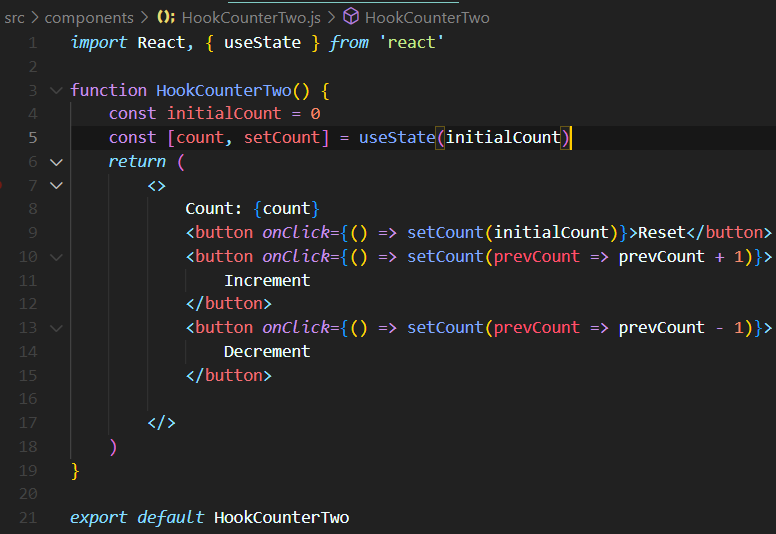 src > components > HookCounterTwo.js > HookCounterTwo
1 import React, { useState } from 'react'
2
3 function HookCounterTwo() {
4     const initialCount = 0
5     const [count, setCount] = useState(initialCount)
6     return (
7         <>
8             Count: {count}
9             <button onClick={() => setCount(initialCount)}>Reset</button>
10             <button onClick={() => setCount(prevCount => prevCount + 1)}>
11                 Increment
12             </button>
13             <button onClick={() => setCount(prevCount => prevCount - 1)}>
14                 Decrement
15             </button>
16
17         </>
18     )
19 }
20
21 export default HookCounterTwo